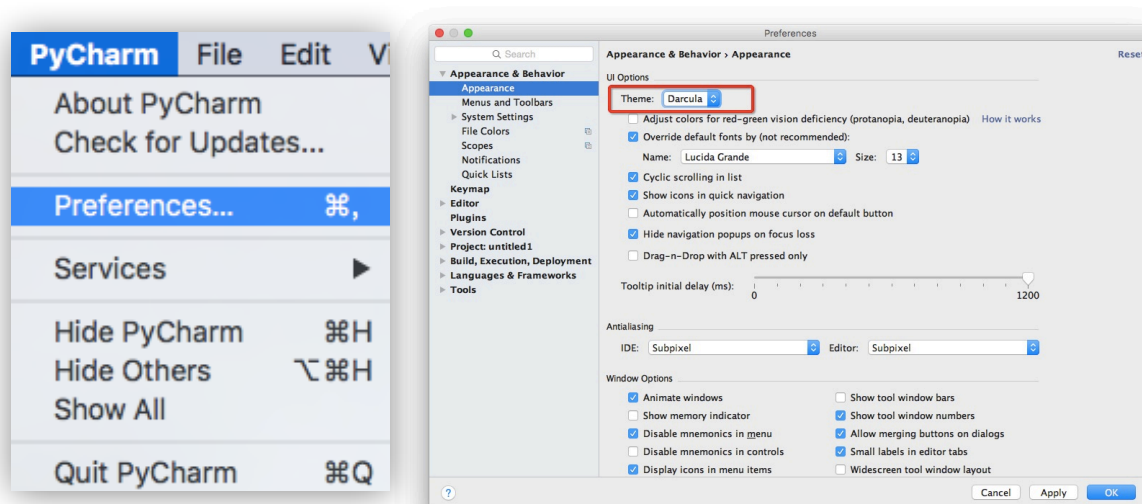 PyCharm File Edit
About PyCharm
Check for Updates...
Preferences... ⌘,
Services
Hide PyCharm ⌘H
Hide Others ⌥⌘H
Show All
Quit PyCharm ⌘Q
Preferences
Search
Appearance & Behavior
Appearance
Menus and Toolbars
System Settings
File Colors
Scopes
Notifications
Quick Lists
Keymap
Editor
Plugins
Version Control
Project: untitled1
Build, Execution, Deployment
Languages & Frameworks
Tools
Appearance & Behavior › Appearance
Reset
UI Options
Theme: Darcula
Adjust colors for red-green vision deficiency (protanopia, deuteranopia) How it works
Override default fonts by (not recommended):
Name: Lucida Grande Size: 13
Cyclic scrolling in list
Show icons in quick navigation
Automatically position mouse cursor on default button
Hide navigation popups on focus loss
Drag-n-Drop with ALT pressed only
Tooltip initial delay (ms):
0 1200
Antialiasing
IDE: Subpixel Editor: Subpixel
Window Options
Animate windows Show tool window bars
Show memory indicator Show tool window numbers
Disable mnemonics in menu Allow merging buttons on dialogs
Disable mnemonics in controls Small labels in editor tabs
Display icons in menu items Widescreen tool window layout
? Cancel Apply OK